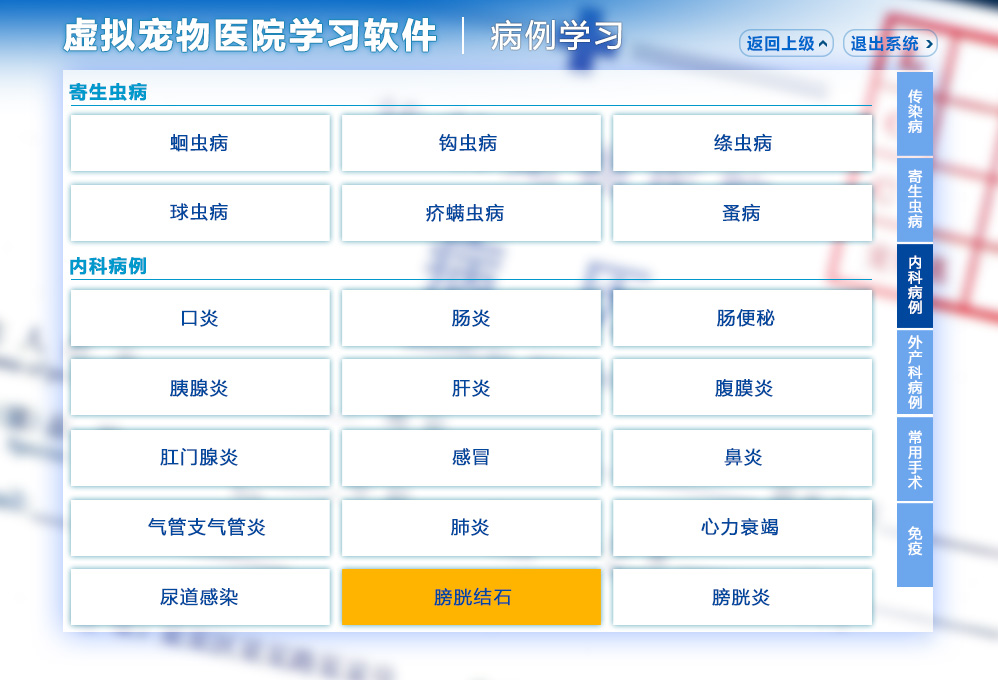 虚拟宠物医院学习软件 病例学习
返回上级 退出系统 ›
寄生虫病
蛔虫病 钩虫病 绦虫病
球虫病 疥螨虫病 蚤病
内科病例
口炎 肠炎 肠便秘
胰腺炎 肝炎 腹膜炎
肛门腺炎 感冒 鼻炎
气管支气管炎 肺炎 心力衰竭
尿道感染 膀胱结石 膀胱炎
传染病
寄生虫病
内科病例
外产科病例
常用手术
免疫